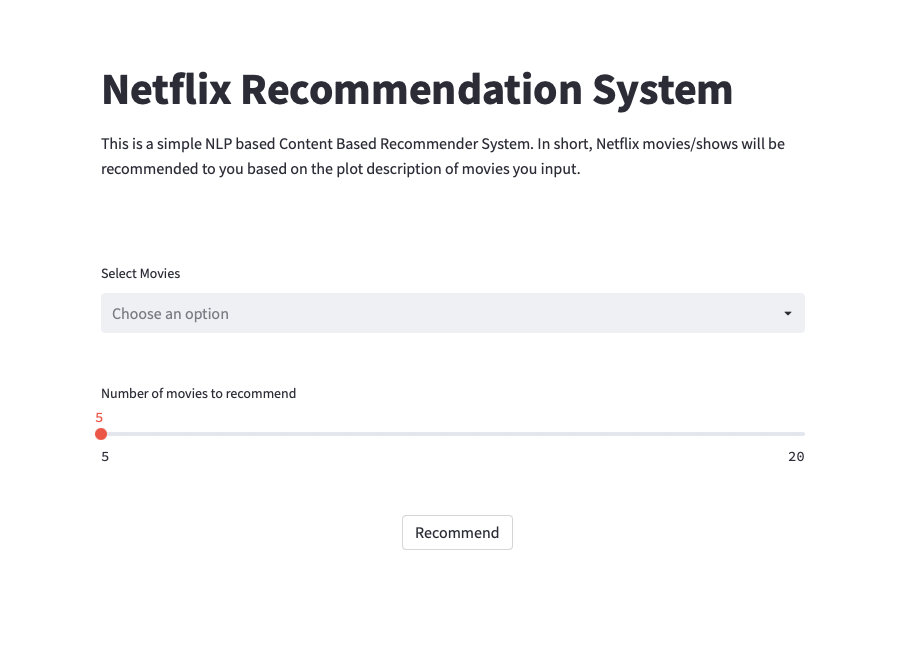 Netflix Recommendation System
This is a simple NLP based Content Based Recommender System. In short, Netflix movies/shows will be
recommended to you based on the plot description of movies you input.
Select Movies
Choose an option
Number of movies to recommend
5
5 20
Recommend